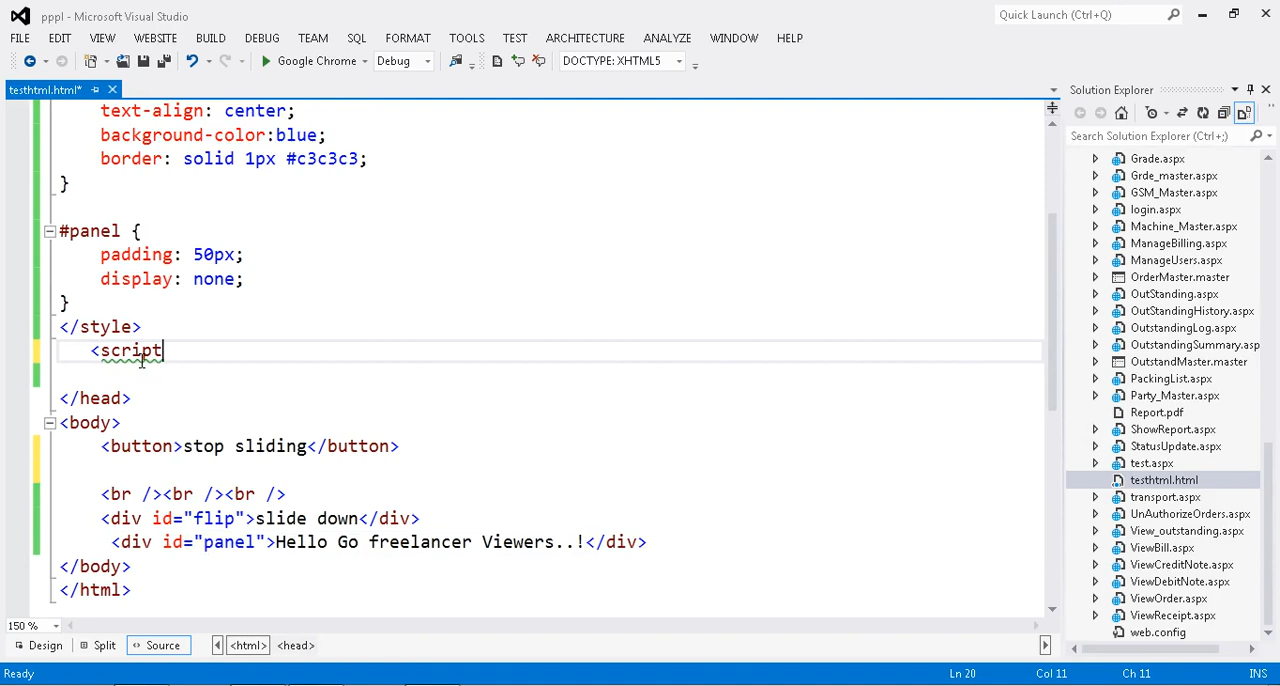 pppl - Microsoft Visual Studio
Quick Launch (Ctrl+Q)
FILE EDIT VIEW WEBSITE BUILD DEBUG TEAM SQL FORMAT TOOLS TEST ARCHITECTURE ANALYZE WINDOW HELP
Google Chrome Debug DOCTYPE: XHTML5
testhtml.html*
Solution Explorer
Search Solution Explorer (Ctrl+;)
text-align: center;
background-color:blue;
border: solid 1px #c3c3c3;
}
#panel {
padding: 50px;
display: none;
}
</style>
<script
</head>
<body>
<button>stop sliding</button>
<br /><br /><br />
<div id="flip">slide down</div>
<div id="panel">Hello Go freelancer Viewers..!</div>
</body>
</html>
Grade.aspx
Grde_master.aspx
GSM_Master.aspx
login.aspx
Machine_Master.aspx
ManageBilling.aspx
ManageUsers.aspx
OrderMaster.master
OutStanding.aspx
OutStandingHistory.aspx
OutstandingLog.aspx
OutstandingSummary.asp
OutstandMaster.master
PackingList.aspx
Party_Master.aspx
Report.pdf
ShowReport.aspx
StatusUpdate.aspx
test.aspx
testhtml.html
transport.aspx
UnAuthorizeOrders.aspx
View_outstanding.aspx
ViewBill.aspx
ViewCreditNote.aspx
ViewDebitNote.aspx
ViewOrder.aspx
ViewReceipt.aspx
web.config
150 %
Design Split Source <html> <head>
Ready Ln 20 Col 11 Ch 11 INS